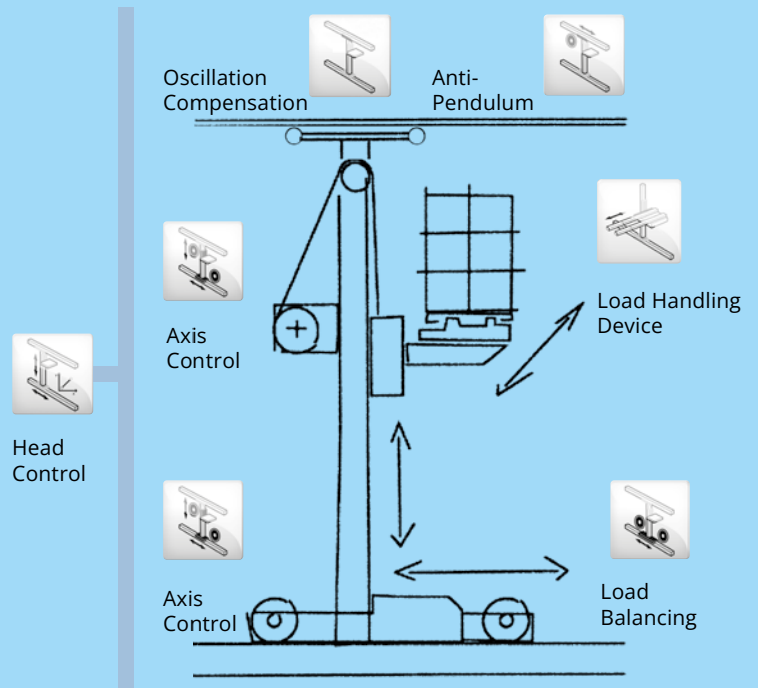 Oscillation
Compensation
Anti-
Pendulum
Axis
Control
Load Handling
Device
Head
Control
Axis
Control
Load
Balancing